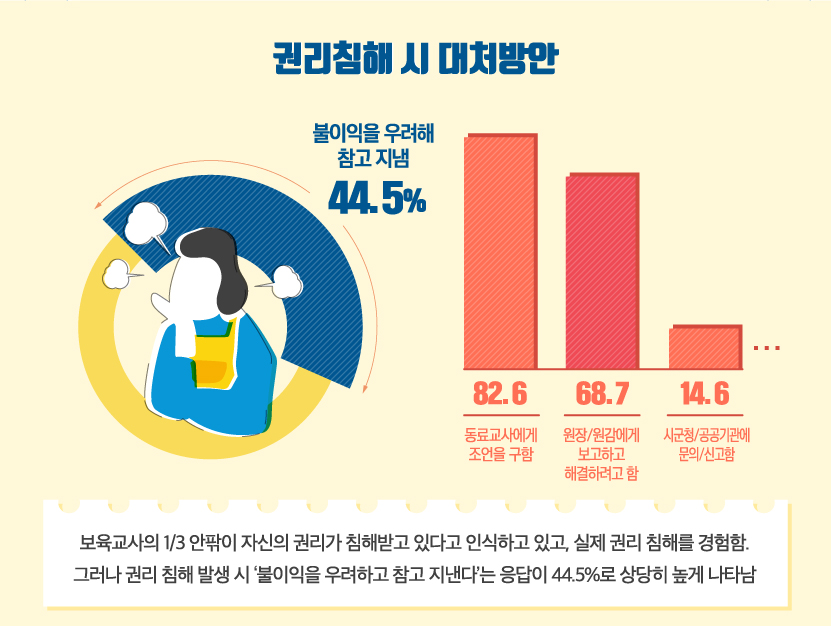 권리침해 시 대처방안
불이익을 우려해
참고 지냄
44.5%
82.6
68.7
14.6
동료교사에게
조언을 구함
원장/원감에게
보고하고
해결하려고 함
시군청/공공기관에
문의/신고함
...
보육교사의 1/3 안팎이 자신의 권리가 침해받고 있다고 인식하고 있고, 실제 권리 침해를 경험함.
그러나 권리 침해 발생 시 ‘불이익을 우려하고 참고 지낸다’는 응답이 44.5%로 상당히 높게 나타남